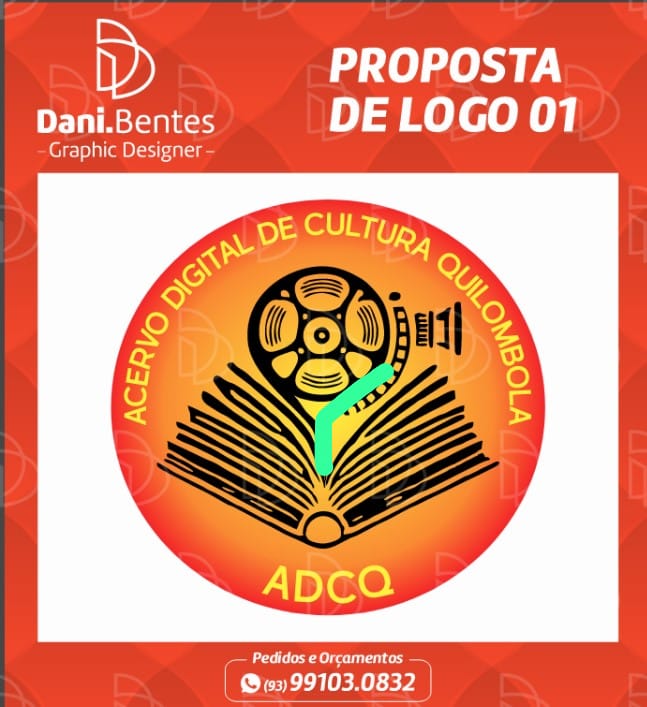 Dani.Bentes
– Graphic Designer –
PROPOSTA
DE LOGO 01
ACERVO DIGITAL DE CULTURA QUILOMBOLA
ADCQ
Pedidos e Orçamentos
(93) 99103.0832